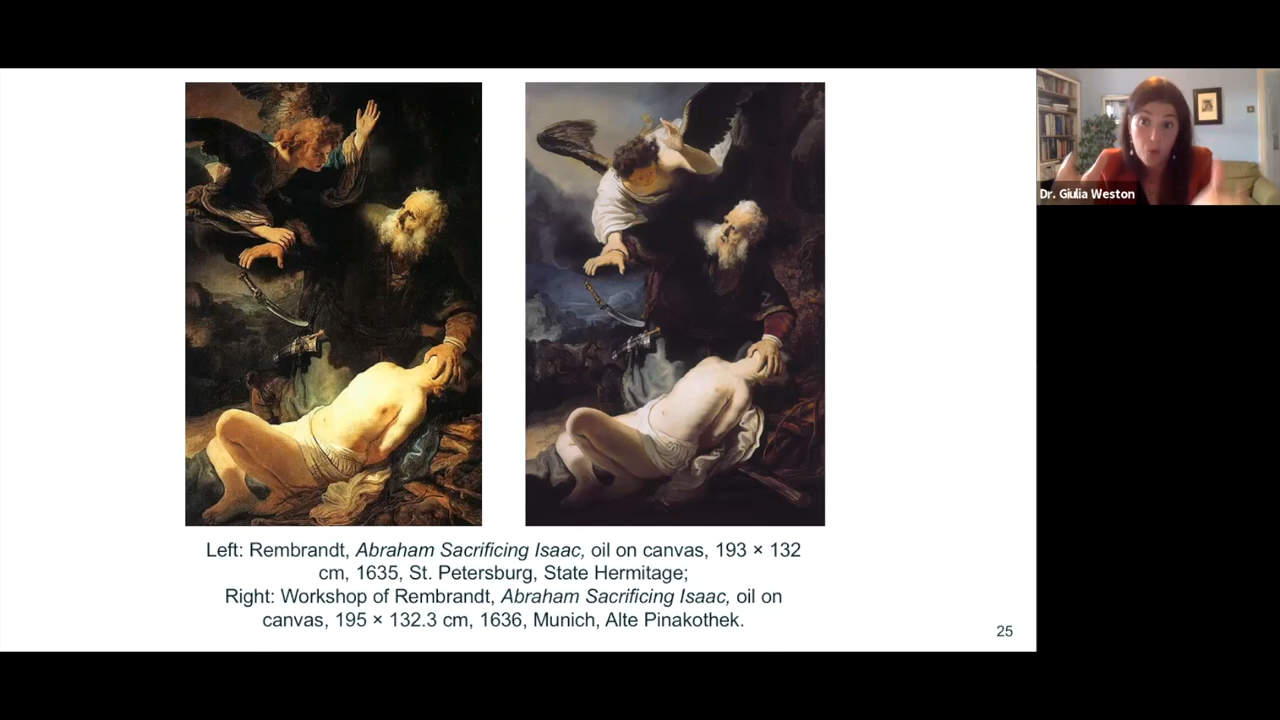 Dr. Giulia Weston
Left: Rembrandt, Abraham Sacrificing Isaac, oil on canvas, 193 × 132
cm, 1635, St. Petersburg, State Hermitage;
Right: Workshop of Rembrandt, Abraham Sacrificing Isaac, oil on
canvas, 195 × 132.3 cm, 1636, Munich, Alte Pinakothek.
25